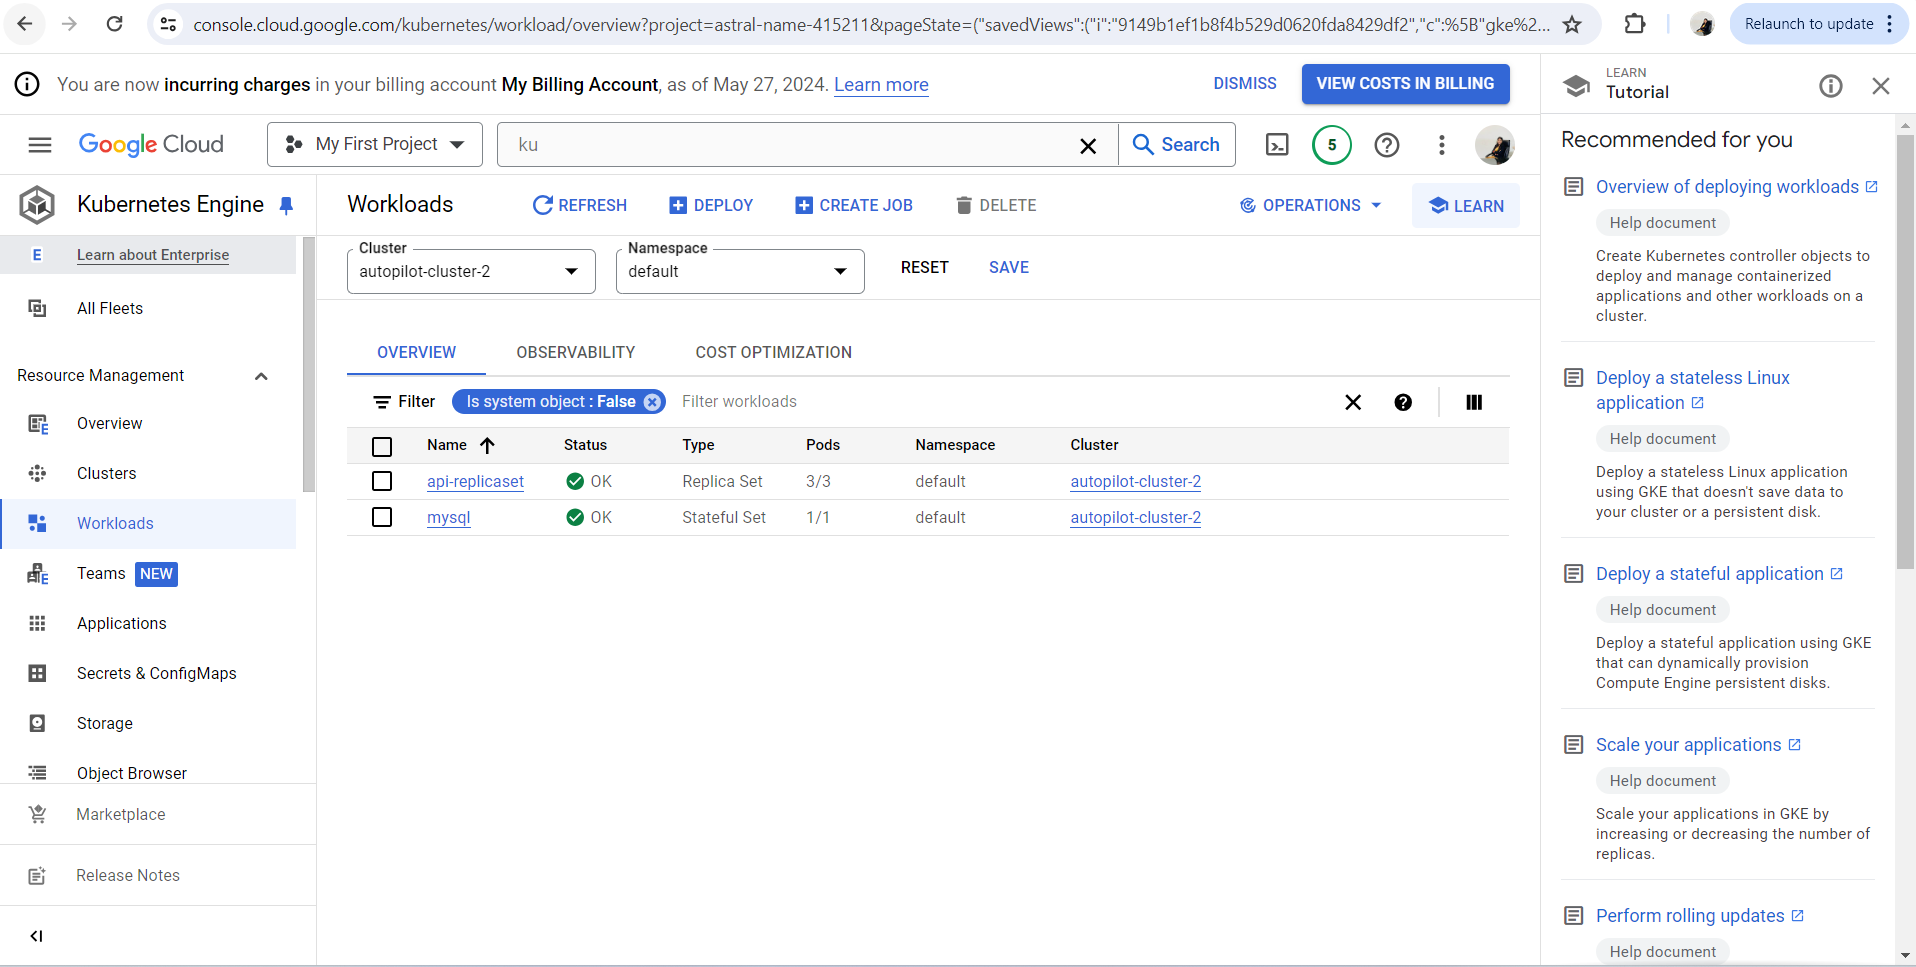 console.cloud.google.com/kubernetes/workload/overview?project=astral-name-415211&pageState=("savedViews":("i":"9149b1ef1b8f4b529d0620fda8429df2","c":%5B"gke%2...
Relaunch to update
You are now incurring charges in your billing account My Billing Account, as of May 27, 2024. Learn more
DISMISS
VIEW COSTS IN BILLING
Google Cloud
My First Project
ku
Search
5
Kubernetes Engine
E Learn about Enterprise
All Fleets
Resource Management
Overview
Clusters
Workloads
Teams NEW
Applications
Secrets & ConfigMaps
Storage
Object Browser
Marketplace
Release Notes
Workloads
REFRESH
DEPLOY
CREATE JOB
DELETE
OPERATIONS
LEARN
Cluster
autopilot-cluster-2
Namespace
default
RESET
SAVE
OVERVIEW
OBSERVABILITY
COST OPTIMIZATION
Filter
Is system object : False
Filter workloads
Name Status Type Pods Namespace Cluster
api-replicaset OK Replica Set 3/3 default autopilot-cluster-2
mysql OK Stateful Set 1/1 default autopilot-cluster-2
LEARN
Tutorial
Recommended for you
Overview of deploying workloads
Help document
Create Kubernetes controller objects to
deploy and manage containerized
applications and other workloads on a
cluster.
Deploy a stateless Linux
application
Help document
Deploy a stateless Linux application
using GKE that doesn't save data to
your cluster or a persistent disk.
Deploy a stateful application
Help document
Deploy a stateful application using GKE
that can dynamically provision
Compute Engine persistent disks.
Scale your applications
Help document
Scale your applications in GKE by
increasing or decreasing the number of
replicas.
Perform rolling updates
Help document